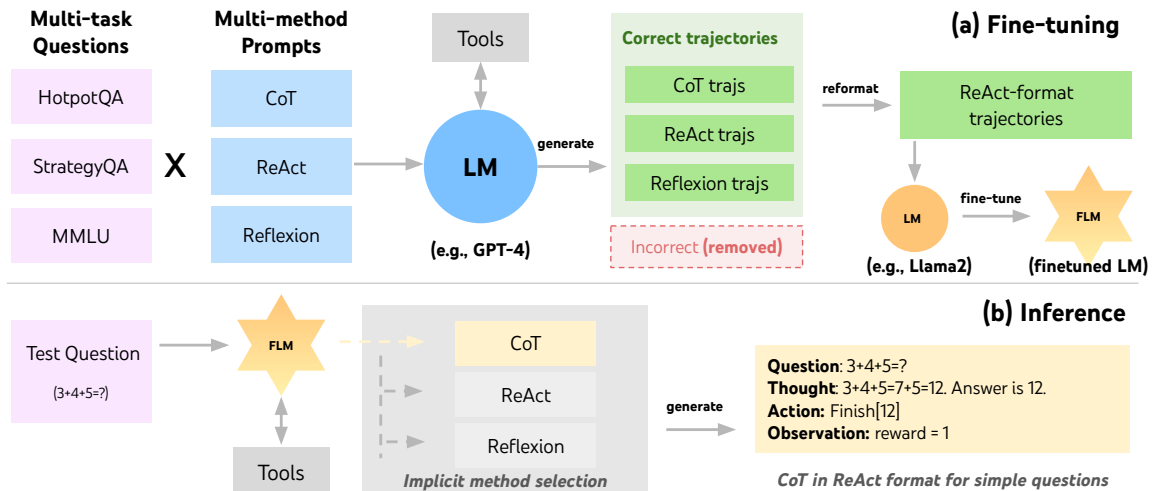 Multi-task
Questions
Multi-method
Prompts
Tools
Correct trajectories
(a) Fine-tuning
HotpotQA
CoT
CoT trajs
reformat
ReAct-format
trajectories
StrategyQA
X
ReAct
LM
generate
ReAct trajs
Reflexion trajs
MMLU
Reflexion
(e.g., GPT-4)
Incorrect (removed)
LM
fine-tune
FLM
(e.g., Llama2)
(finetuned LM)
(b) Inference
Test Question
(3+4+5=?)
FLM
Tools
CoT
ReAct
Reflexion
Implicit method selection
generate
Question: 3+4+5=?
Thought: 3+4+5=7+5=12. Answer is 12.
Action: Finish[12]
Observation: reward = 1
CoT in ReAct format for simple questions